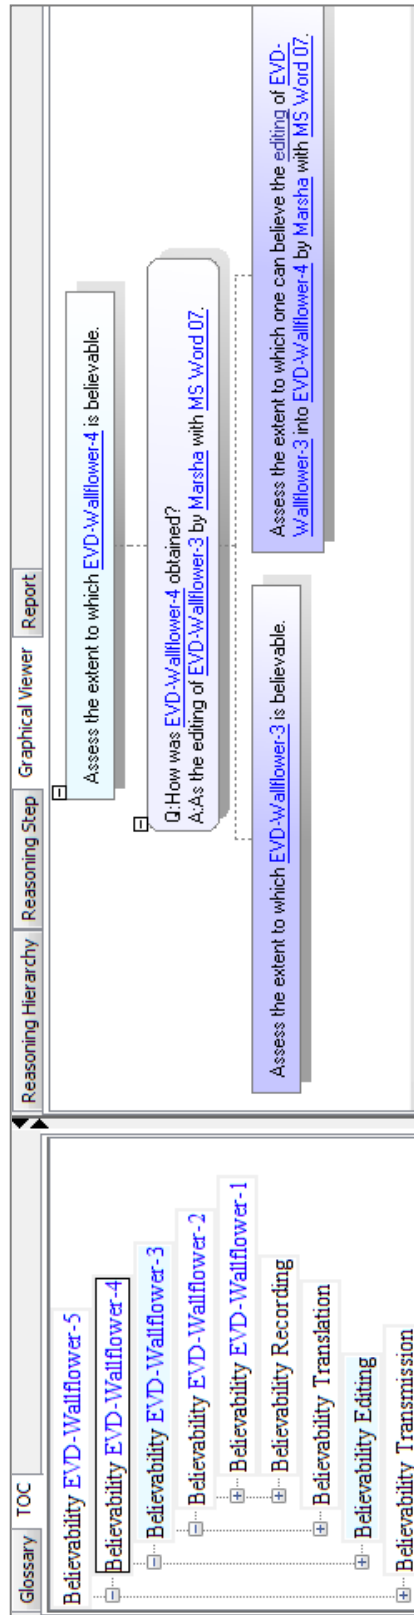 Glossary TOC
Believability EVD-Wallflower-5
Believability EVD-Wallflower-4
Believability EVD-Wallflower-3
Believability EVD-Wallflower-2
Believability EVD-Wallflower-1
Believability Recording
Believability Translation
Believability Editing
Believability Transmission
Reasoning Hierarchy Reasoning Step Graphical Viewer Report
Assess the extent to which EVD-Wallflower-4 is believable.
Q:How was EVD-Wallflower-4 obtained?
A:As the editing of EVD-Wallflower-3 by Marsha with MS Word 07.
Assess the extent to which EVD-Wallflower-3 is believable.
Assess the extent to which one can believe the editing of EVD-
Wallflower-3 into EVD-Wallflower-4 by Marsha with MS Word 07.